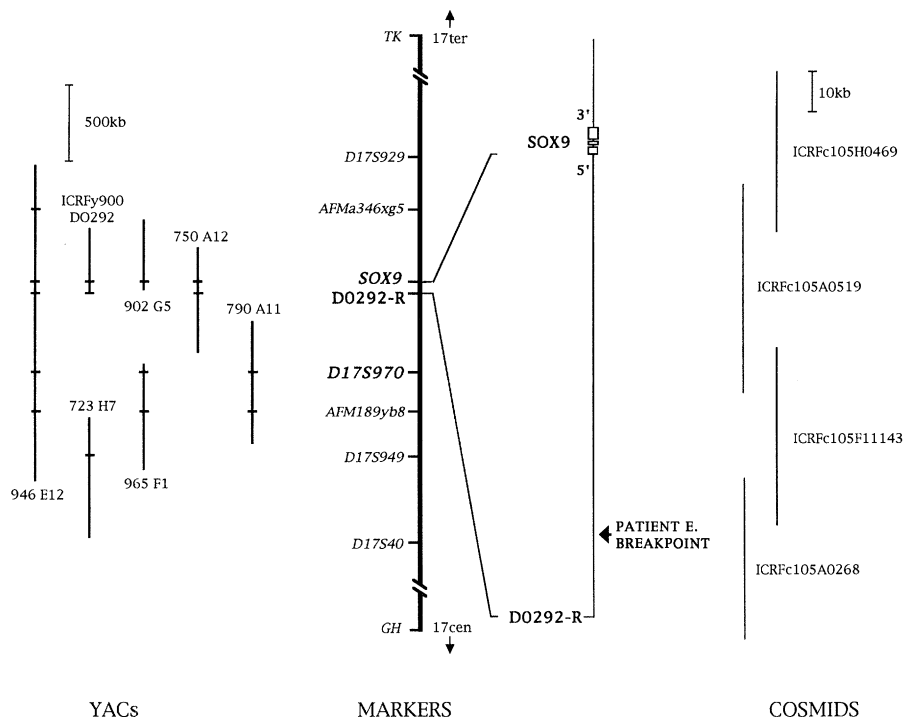 TK
17ter
500kb
ICRFy900
DO292
750 A12
902 G5
790 A11
723 H7
946 E12
965 F1
D17S929
AFMa346xg5
SOX9
D0292-R
D17S970
AFM189yb8
D17S949
D17S40
GH
17cen
3'
SOX9
5'
PATIENT E.
BREAKPOINT
D0292-R
10kb
ICRFc105H0469
ICRFc105A0519
ICRFc105F11143
ICRFc105A0268
YACs
MARKERS
COSMIDS